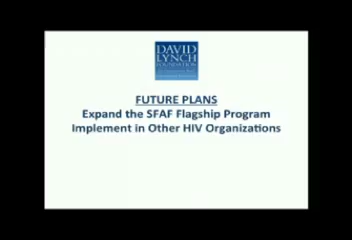 DAVID
LYNCH
FOUNDATION
FUTURE PLANS
Expand the SFAF Flagship Program
Implement in Other HIV Organizations